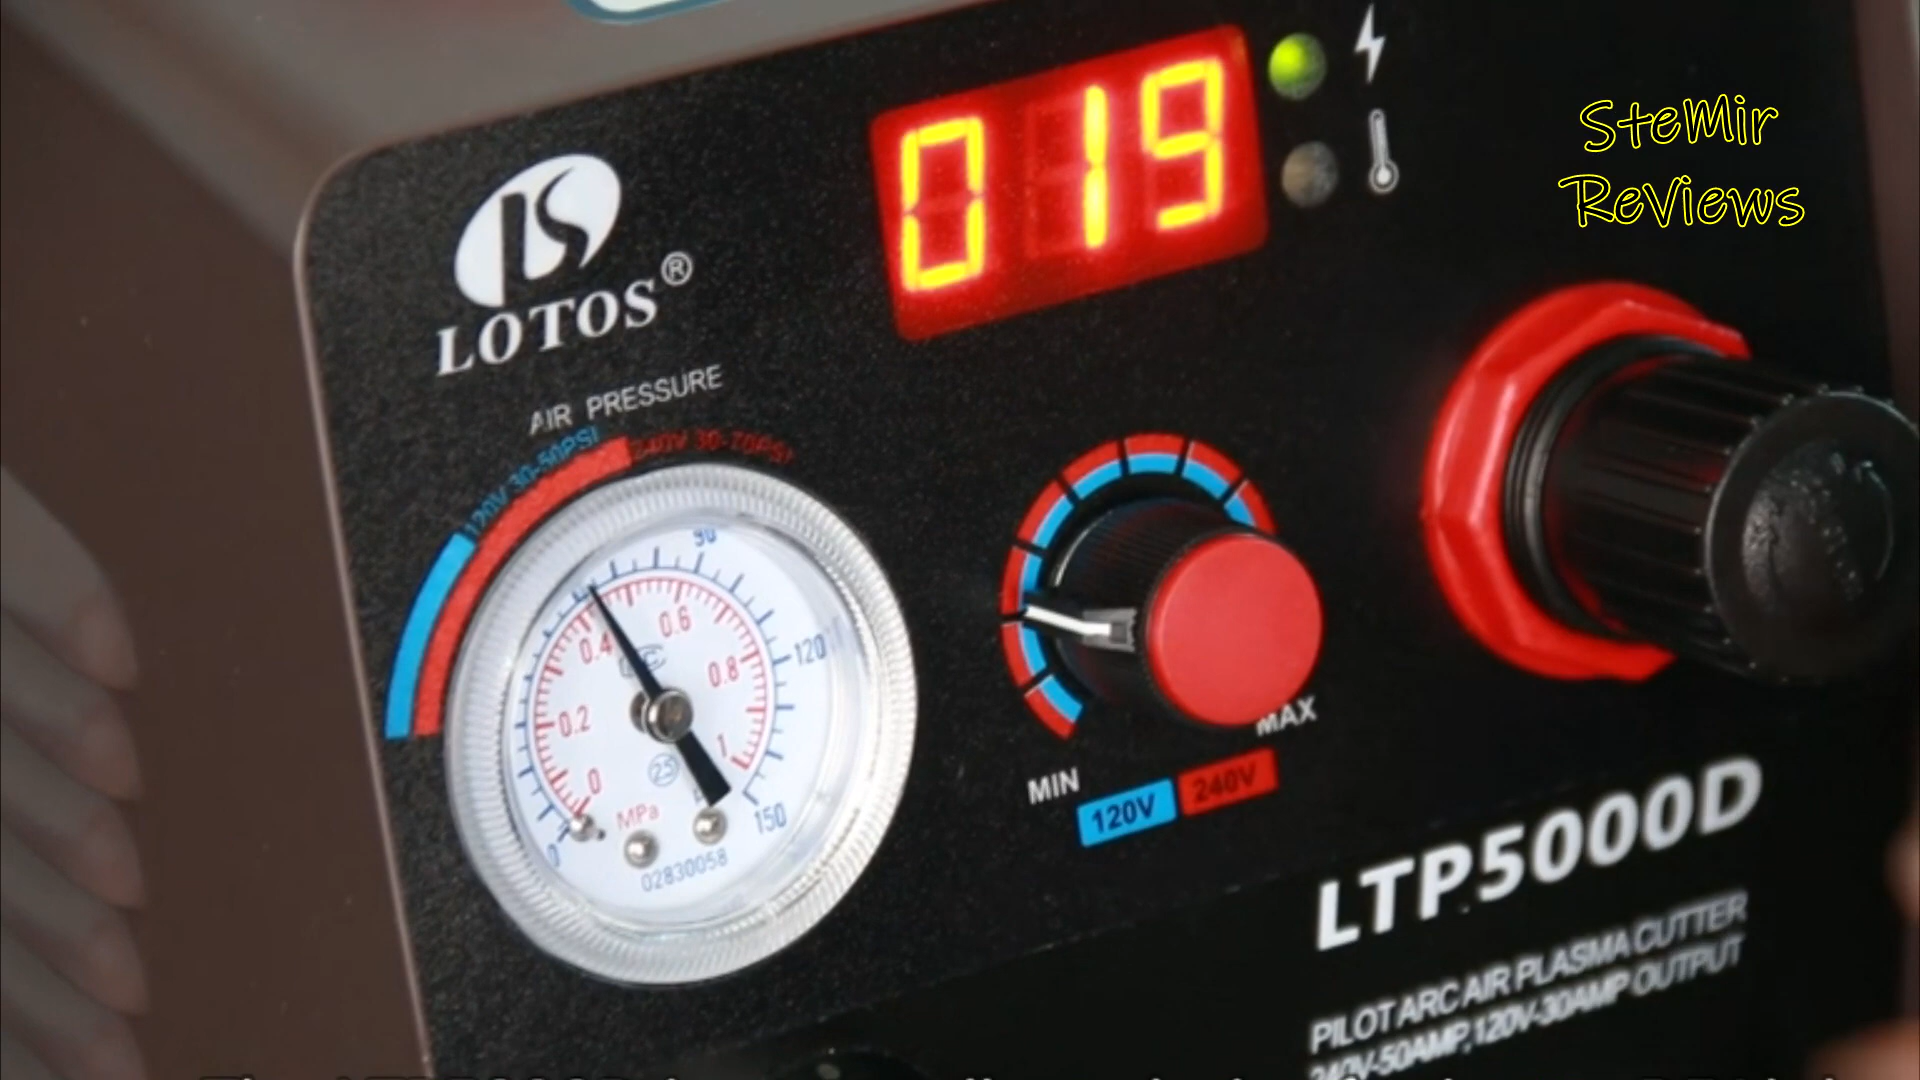 019
SteMir
ReViews
LOTOS®
AIR PRESSURE
120V 30-50PSI
240V 30-70PSI
90
0.6
0.4
120
0.8
0.2
1
25
0
MPa
150
0
02830058
MAX
MIN
120V
240V
LTP5000D
PILOT ARC AIR PLASMA CUTTER
240V-50AMP, 120V-30AMP OUTPUT